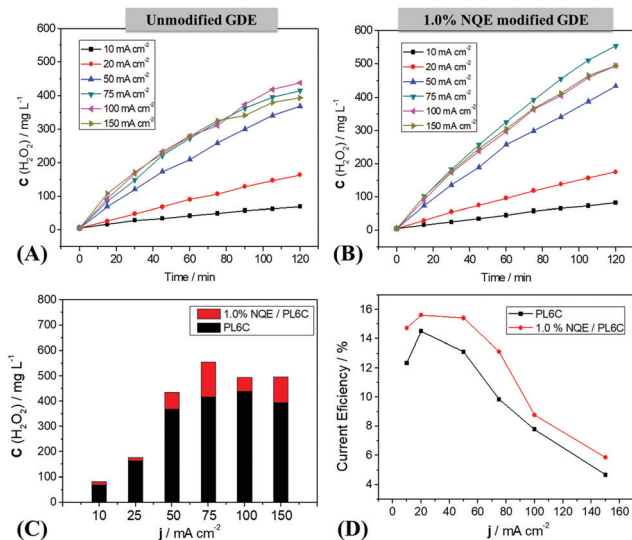 Unmodified GDE
1.0% NQE modified GDE
800
700
600
500
400
300
200
100
0
C (H₂O₂) / mg L⁻¹
10 mA cm⁻²
20 mA cm⁻²
50 mA cm⁻²
75 mA cm⁻²
100 mA cm⁻²
150 mA cm⁻²
0 20 40 60 80 100 120
Time / min
(A)
600
500
400
300
200
100
0
C (H₂O₂) / mg L⁻¹
10 mA cm⁻²
20 mA cm⁻²
50 mA cm⁻²
75 mA cm⁻²
100 mA cm⁻²
150 mA cm⁻²
0 20 40 60 80 100 120
Time / min
(B)
800
700
600
500
400
300
200
100
0
C (H₂O₂) / mg L⁻¹
1.0% NQE / PL6C
PL6C
10 25 50 75 100 150
j / mA cm⁻²
(C)
16
14
12
10
8
6
4
Current Eficiency / %
PL6C
1.0 % NQE / PL6C
0 20 40 60 80 100 120 140 160
j / mA cm⁻²
(D)